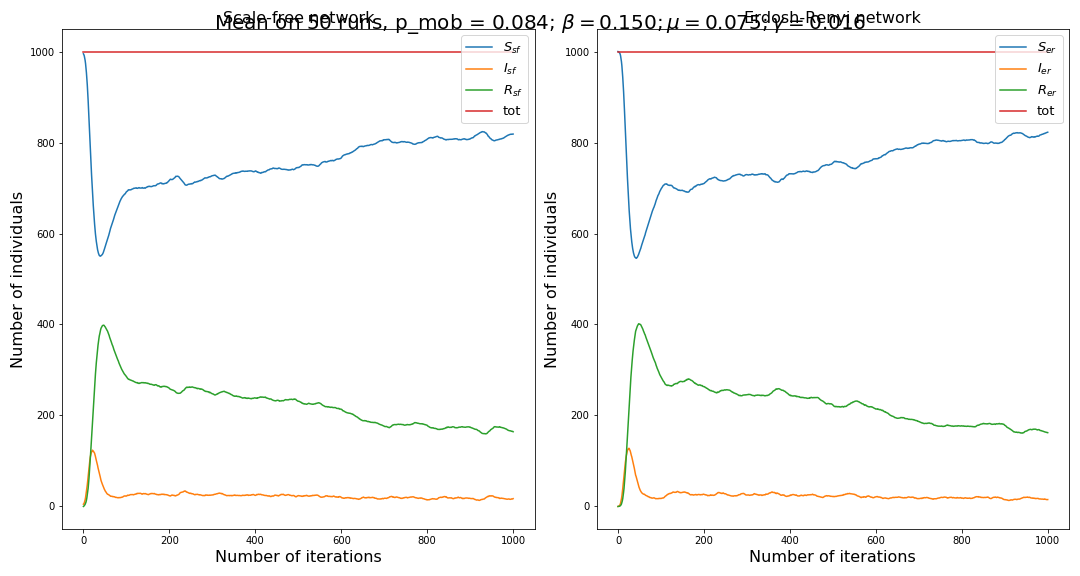 Scale-free network
Erdosh-Renyi network
Mean on 50 runs, p_mob = 0.084; β = 0.150; μ = 0.075; γ = 0.016
S_sf
I_sf
R_sf
tot
1000
800
600
400
200
0
Number of individuals
0 200 400 600 800 1000
Number of iterations
S_er
I_er
R_er
tot
1000
800
600
400
200
0
Number of individuals
0 200 400 600 800 1000
Number of iterations